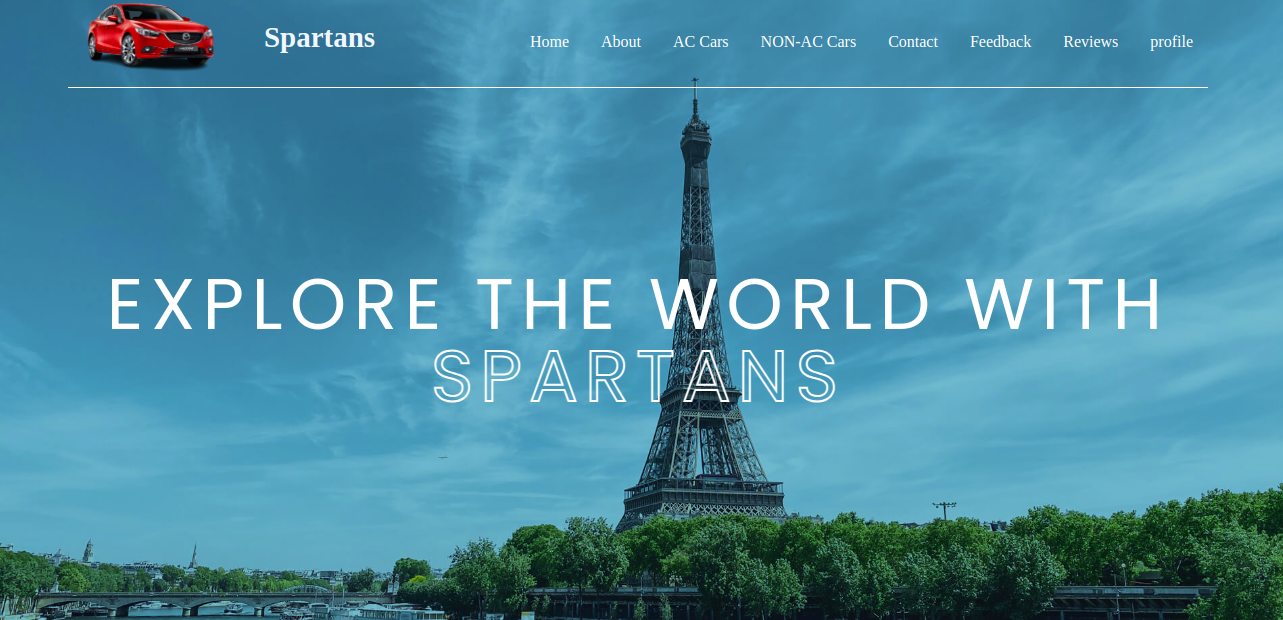 Spartans
Home About AC Cars NON-AC Cars Contact Feedback Reviews profile
EXPLORE THE WORLD WITH
SPARTANS